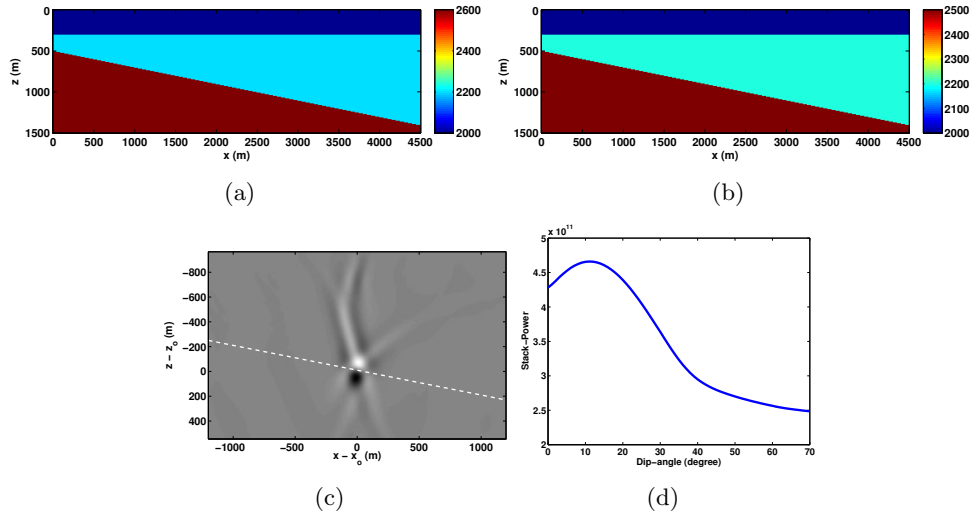 0
500
1000
1500
z (m)
0 500 1000 1500 2000 2500 3000 3500 4000 4500
x (m)
2600
2500
2400
2300
2200
2100
2000
(a)
0
500
1000
1500
z (m)
0 500 1000 1500 2000 2500 3000 3500 4000 4500
x (m)
2500
2400
2300
2200
2100
2000
(b)
−800
−600
−400
−200
0
200
400
z − z_o (m)
−1000 −500 0 500 1000
x − x_o (m)
(c)
x 10^11
5
4.5
4
3.5
3
2.5
2
Stack−Power
0 10 20 30 40 50 60 70
Dip−angle (degree)
(d)